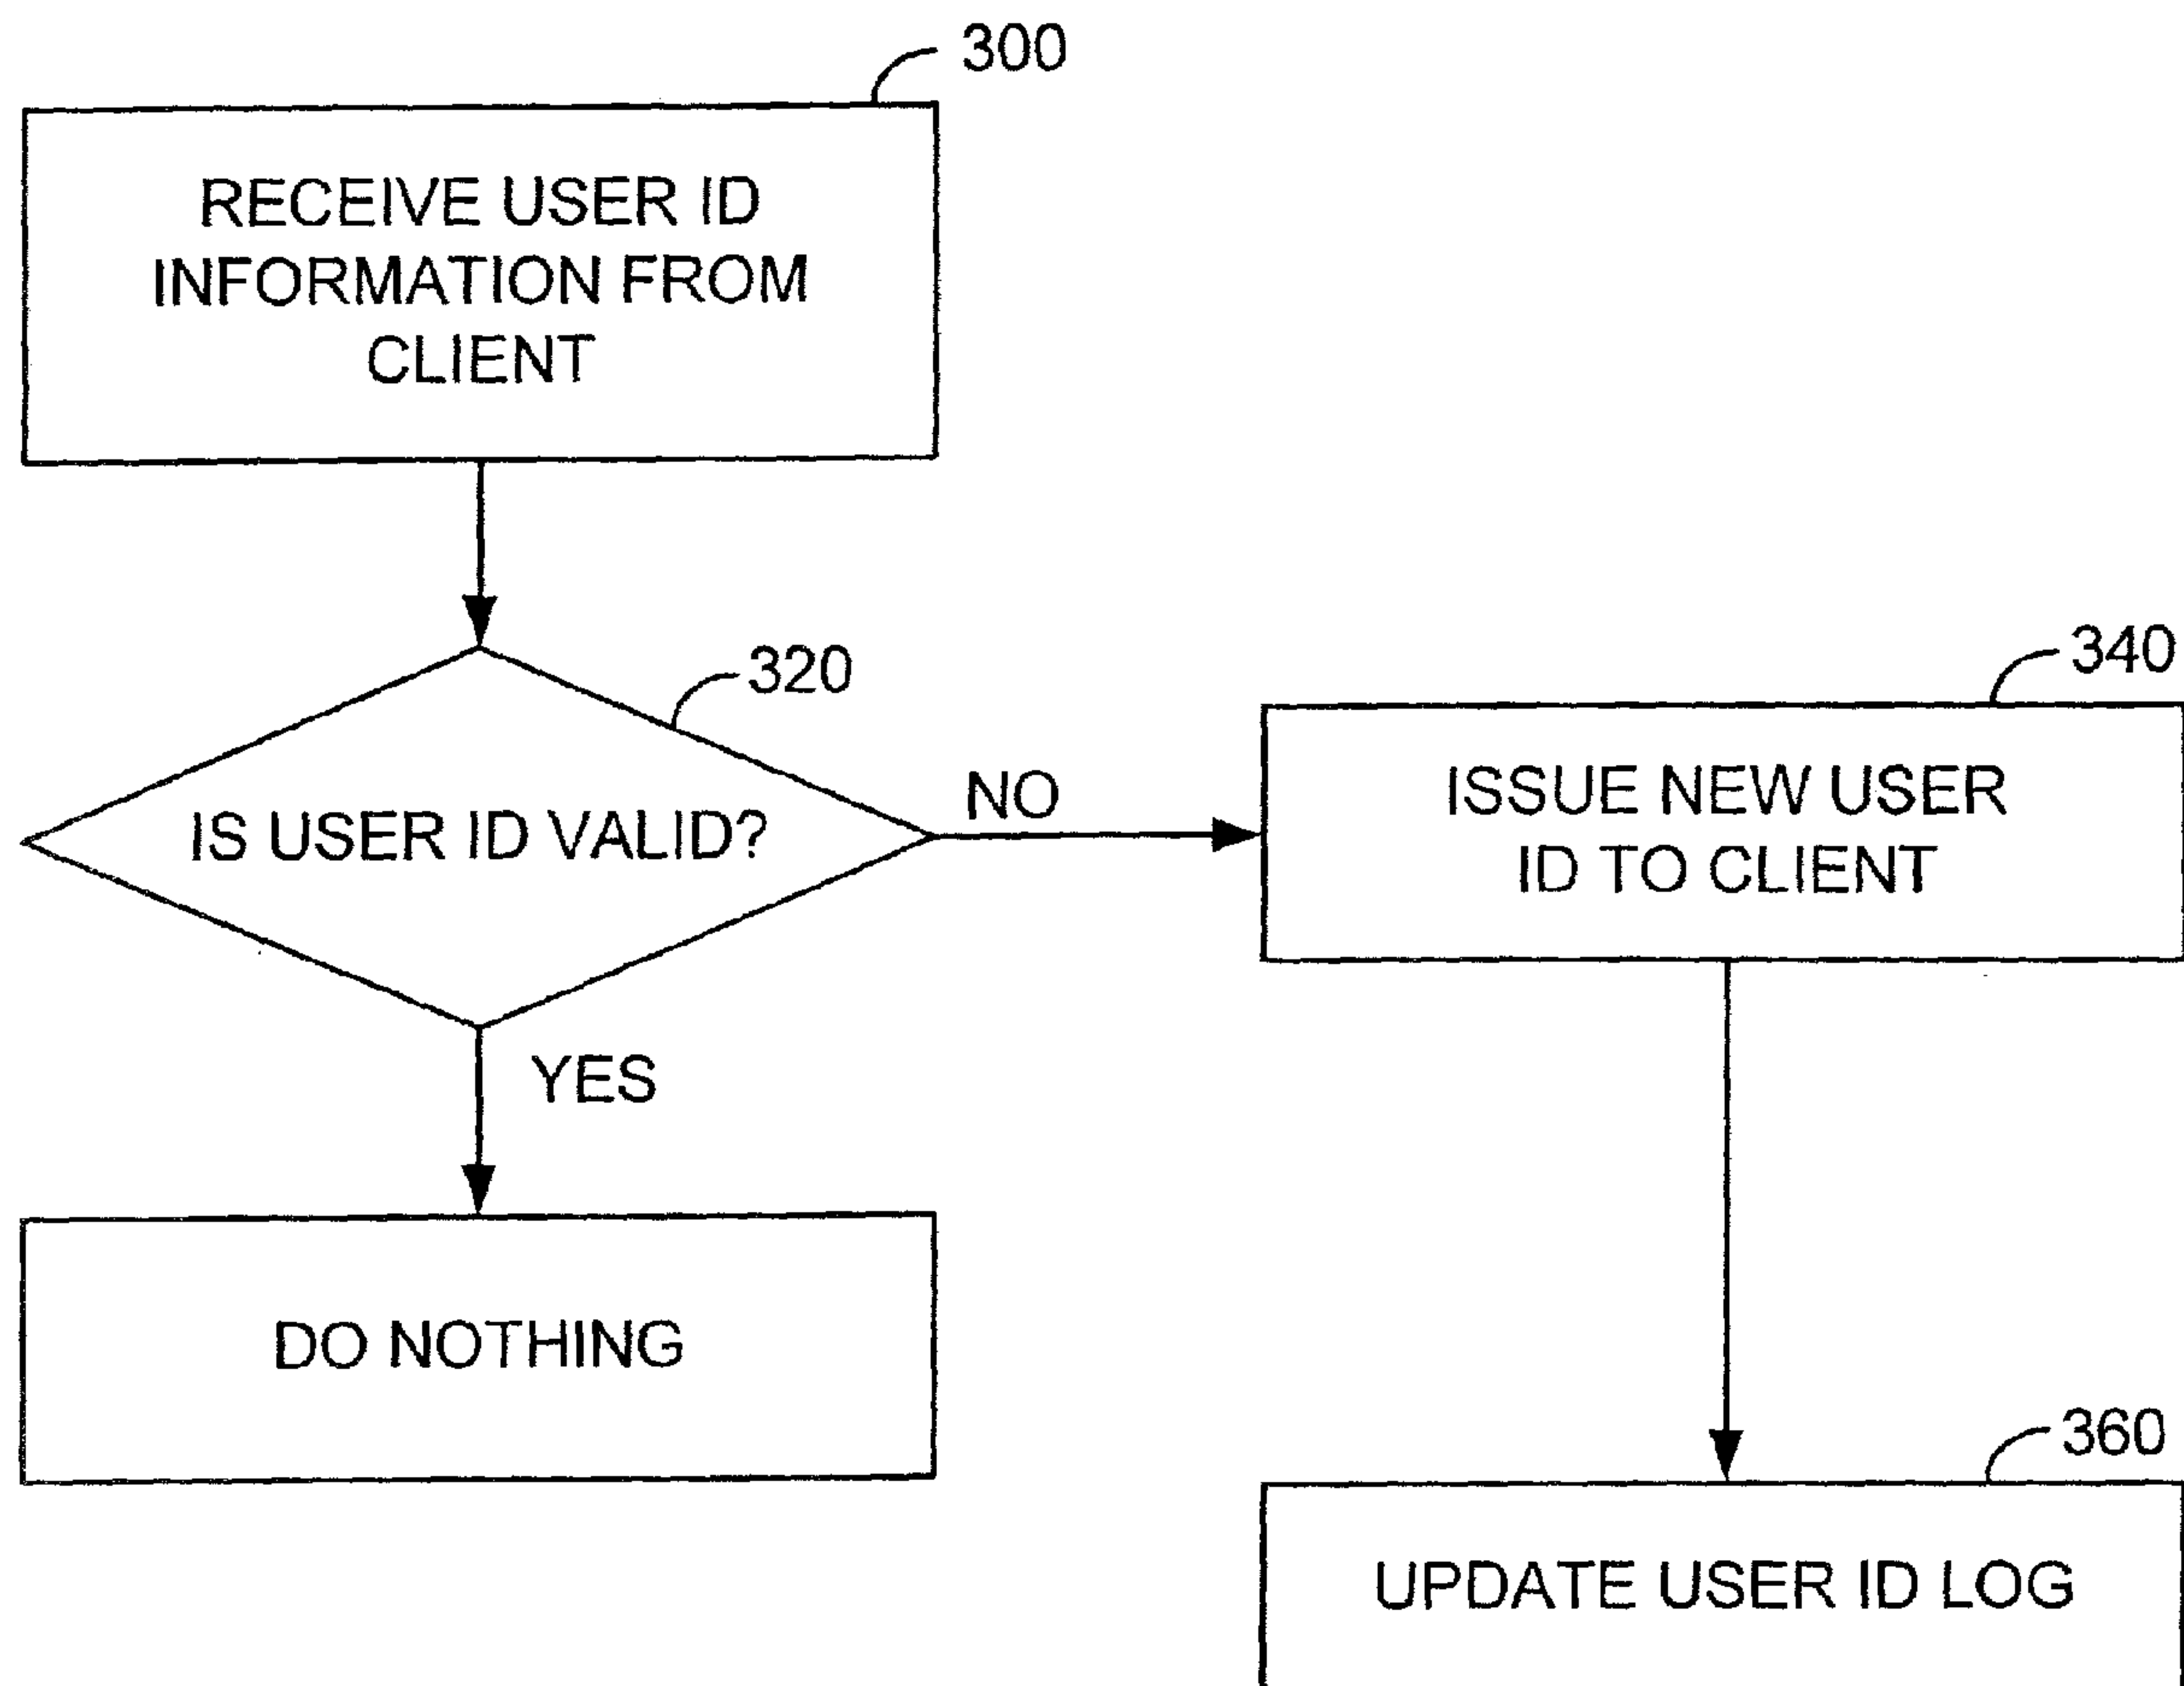 300
RECEIVE USER ID
INFORMATION FROM
CLIENT
320
IS USER ID VALID?
NO
340
ISSUE NEW USER
ID TO CLIENT
YES
DO NOTHING
360
UPDATE USER ID LOG